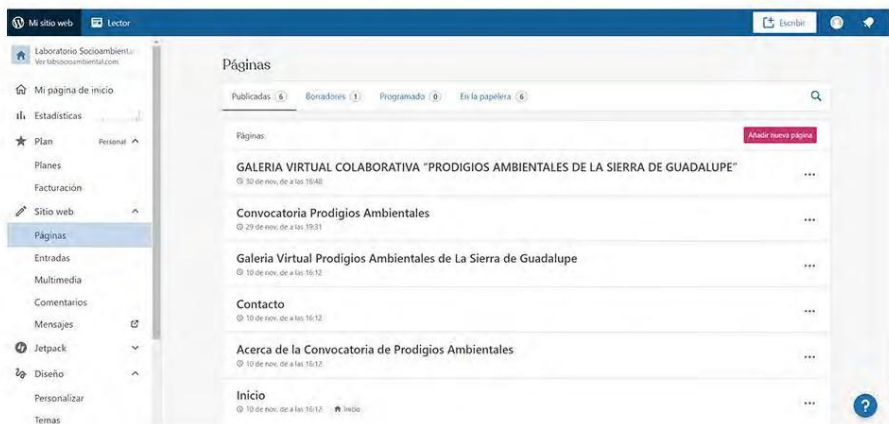 Mi sitio web
Lector
Escribir
Laboratorio Socioambient
Ver labsocioambiental.com
Mi página de inicio
Estadísticas
Plan
Personal
Planes
Facturación
Sitio web
Páginas
Entradas
Multimedia
Comentarios
Mensajes
Jetpack
Diseño
Personalizar
Temas
Páginas
Publicadas 6 Borradores 1 Programado 0 En la papelera 6
Páginas
Añadir nueva página
GALERIA VIRTUAL COLABORATIVA “PRODIGIOS AMBIENTALES DE LA SIERRA DE GUADALUPE”
30 de nov. de a las 16:48
Convocatoria Prodigios Ambientales
29 de nov. de a las 19:31
Galeria Virtual Prodigios Ambientales de La Sierra de Guadalupe
10 de nov. de a las 16:12
Contacto
10 de nov. de a las 16:12
Acerca de la Convocatoria de Prodigios Ambientales
10 de nov. de a las 16:12
Inicio
10 de nov. de a las 16:12 Inicio